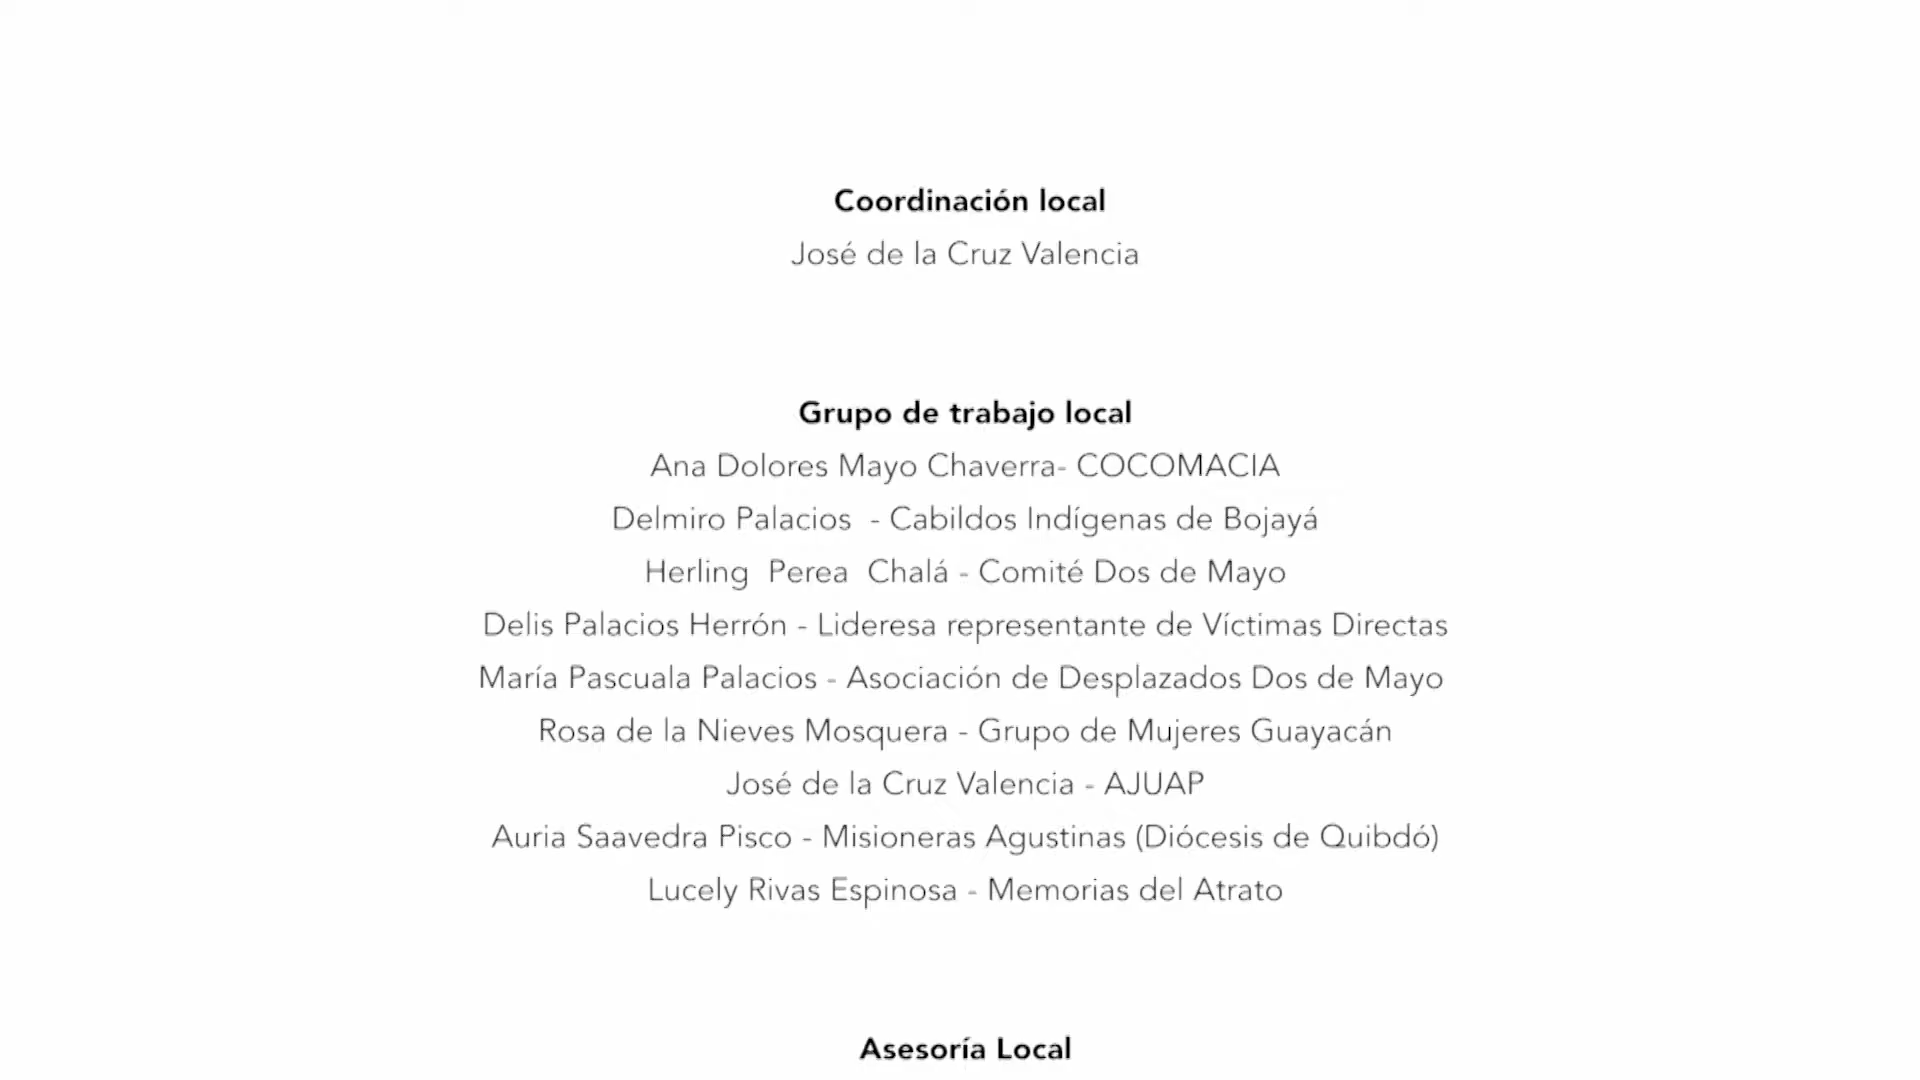 Coordinación local
José de la Cruz Valencia
Grupo de trabajo local
Ana Dolores Mayo Chaverra- COCOMACIA
Delmiro Palacios  - Cabildos Indígenas de Bojayá
Herling  Perea  Chalá - Comité Dos de Mayo
Delis Palacios Herrón - Lideresa representante de Víctimas Directas
María Pascuala Palacios - Asociación de Desplazados Dos de Mayo
Rosa de la Nieves Mosquera - Grupo de Mujeres Guayacán
José de la Cruz Valencia - AJUAP
Auria Saavedra Pisco - Misioneras Agustinas (Diócesis de Quibdó)
Lucely Rivas Espinosa - Memorias del Atrato
Asesoría Local